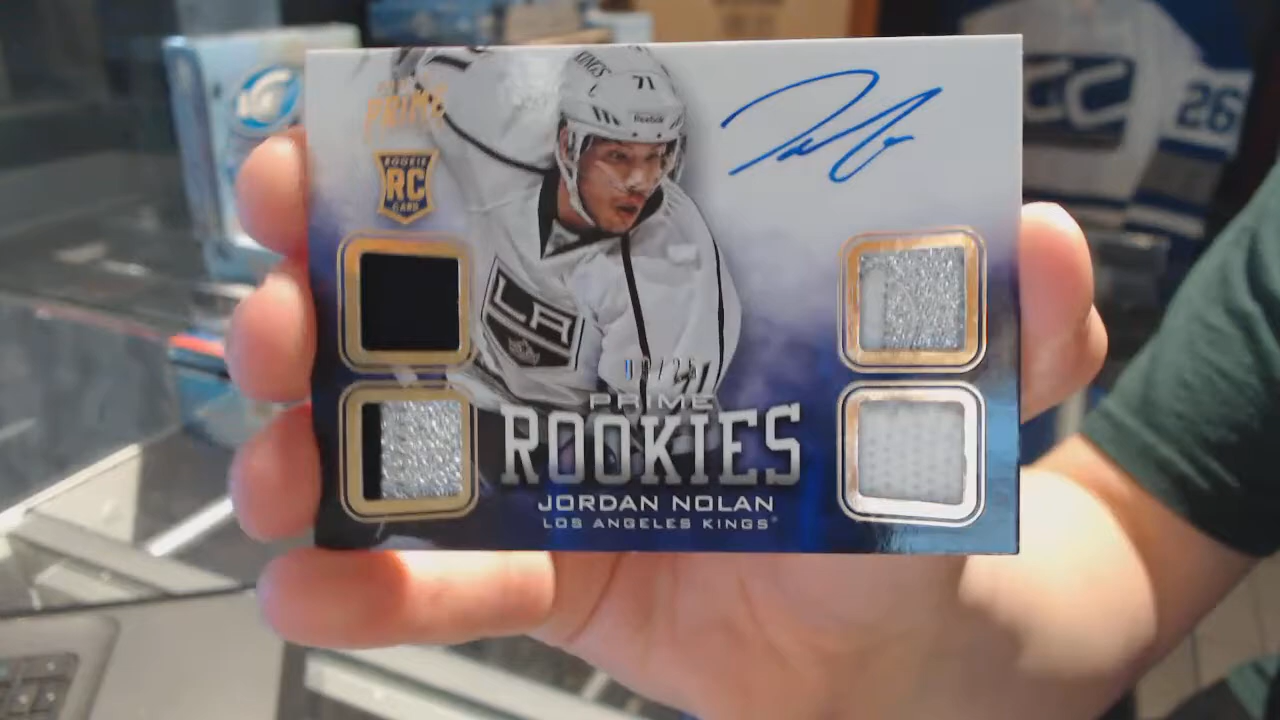 KINGS
71
Reebok
PRIME
ROOKIE
RC
CARD
LA
PRIME
ROOKIES
JORDAN NOLAN
LOS ANGELES KINGS
26